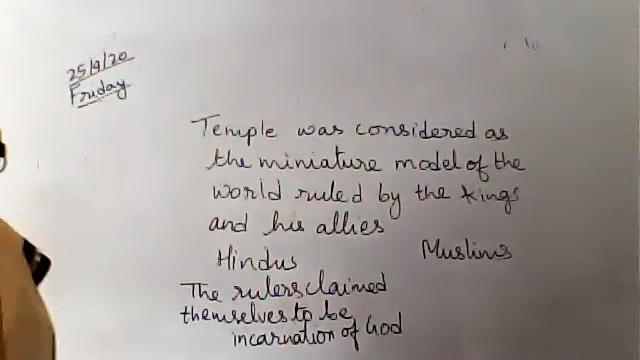 25/9/20
Friday
Temple was considered as
the miniature model of the
world ruled by the kings
and his allies
Hindus Muslims
The rulers claimed
themselves to be
incarnation of God